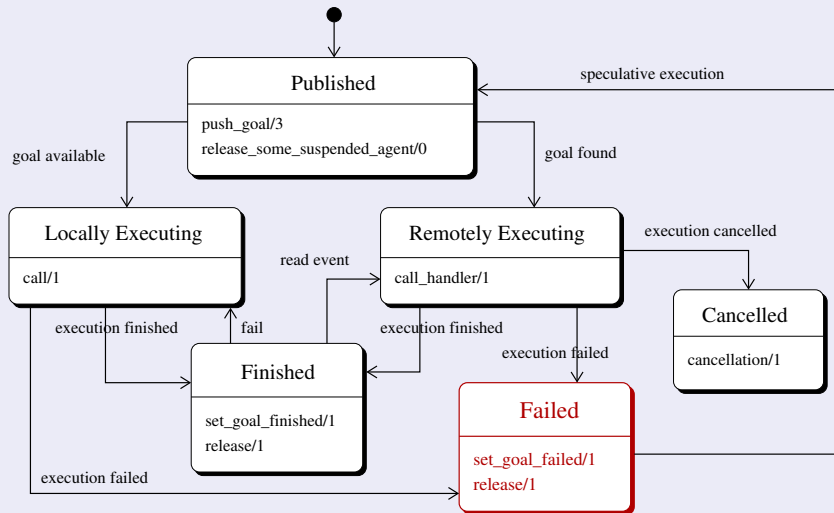 Published
speculative execution
push_goal/3
release_some_suspended_agent/0
goal available
goal found
Locally Executing
call/1
Remotely Executing
call_handler/1
execution cancelled
read event
Cancelled
cancellation/1
execution finished
fail
execution finished
execution failed
Finished
set_goal_finished/1
release/1
Failed
set_goal_failed/1
release/1
execution failed